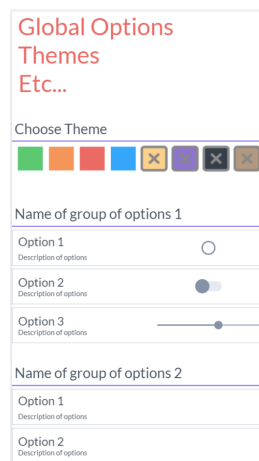 Global Options
Themes
Etc...
Choose Theme
Name of group of options 1
Option 1
Description of options
Option 2
Description of options
Option 3
Description of options
Name of group of options 2
Option 1
Description of options
Option 2
Description of options